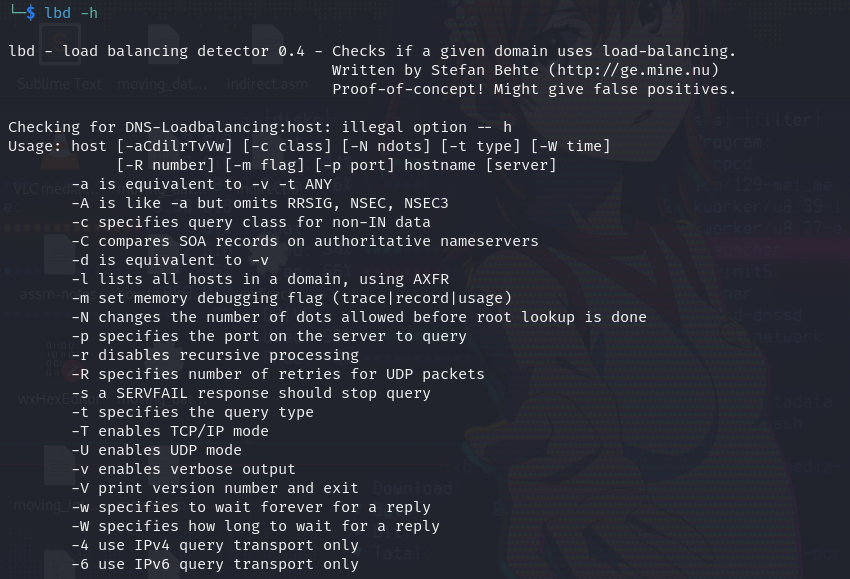 └─$ lbd -h
lbd - load balancing detector 0.4 - Checks if a given domain uses load-balancing.
Written by Stefan Behte (http://ge.mine.nu)
Proof-of-concept! Might give false positives.
Checking for DNS-Loadbalancing:host: illegal option -- h
Usage: host [-aCdilrTvVw] [-c class] [-N ndots] [-t type] [-W time]
[-R number] [-m flag] [-p port] hostname [server]
-a is equivalent to -v -t ANY
-A is like -a but omits RRSIG, NSEC, NSEC3
-c specifies query class for non-IN data
-C compares SOA records on authoritative nameservers
-d is equivalent to -v
-l lists all hosts in a domain, using AXFR
-m set memory debugging flag (trace|record|usage)
-N changes the number of dots allowed before root lookup is done
-p specifies the port on the server to query
-r disables recursive processing
-R specifies number of retries for UDP packets
-s a SERVFAIL response should stop query
-t specifies the query type
-T enables TCP/IP mode
-U enables UDP mode
-v enables verbose output
-V print version number and exit
-w specifies to wait forever for a reply
-W specifies how long to wait for a reply
-4 use IPv4 query transport only
-6 use IPv6 query transport only
Sublime Text
moving_dat...
indirect.asm
Download
Total